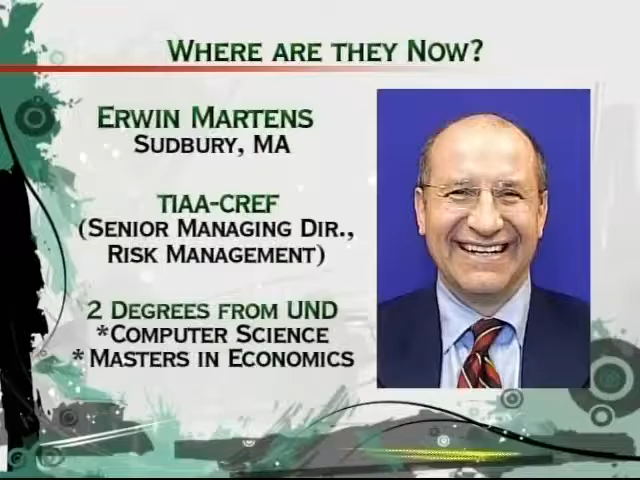 WHERE ARE THEY NOW?
ERWIN MARTENS
SUDBURY, MA
TIAA-CREF
(SENIOR MANAGING DIR.,
RISK MANAGEMENT)
2 DEGREES FROM UND
*COMPUTER SCIENCE
*MASTERS IN ECONOMICS